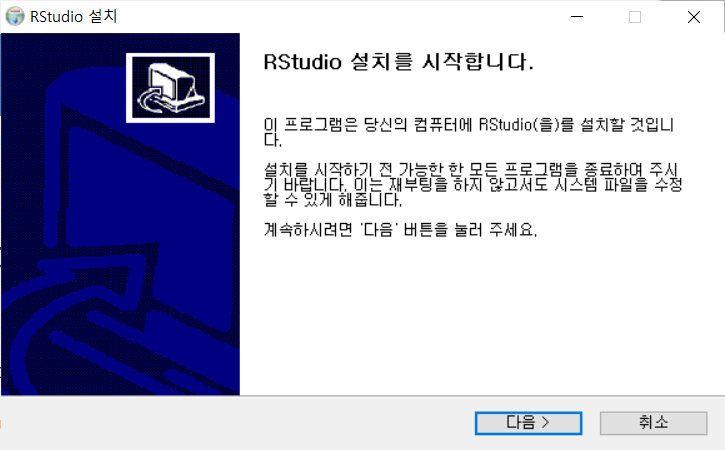 RStudio 설치
RStudio 설치를 시작합니다.
이 프로그램은 당신의 컴퓨터에 RStudio(을)를 설치할 것입니
다.
설치를 시작하기 전 가능한 한 모든 프로그램을 종료하여 주시
기 바랍니다. 이는 재부팅을 하지 않고서도 시스템 파일을 수정
할 수 있게 해줍니다.
계속하시려면 '다음' 버튼을 눌러 주세요.
다음 >
취소